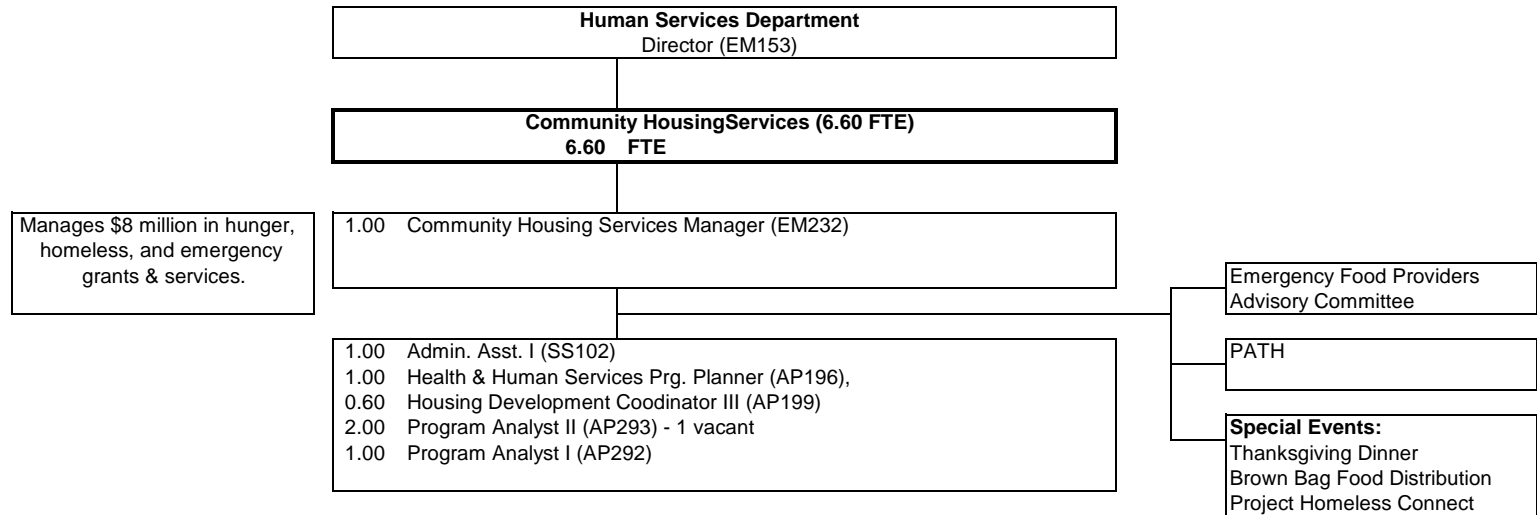 Human Services Department
Director (EM153)
Community HousingServices (6.60 FTE)
6.60 FTE
Manages $8 million in hunger,
homeless, and emergency
grants & services.
1.00 Community Housing Services Manager (EM232)
Emergency Food Providers
Advisory Committee
1.00 Admin. Asst. I (SS102)
1.00 Health & Human Services Prg. Planner (AP196),
0.60 Housing Development Coodinator III (AP199)
2.00 Program Analyst II (AP293) - 1 vacant
1.00 Program Analyst I (AP292)
PATH
Special Events:
Thanksgiving Dinner
Brown Bag Food Distribution
Project Homeless Connect